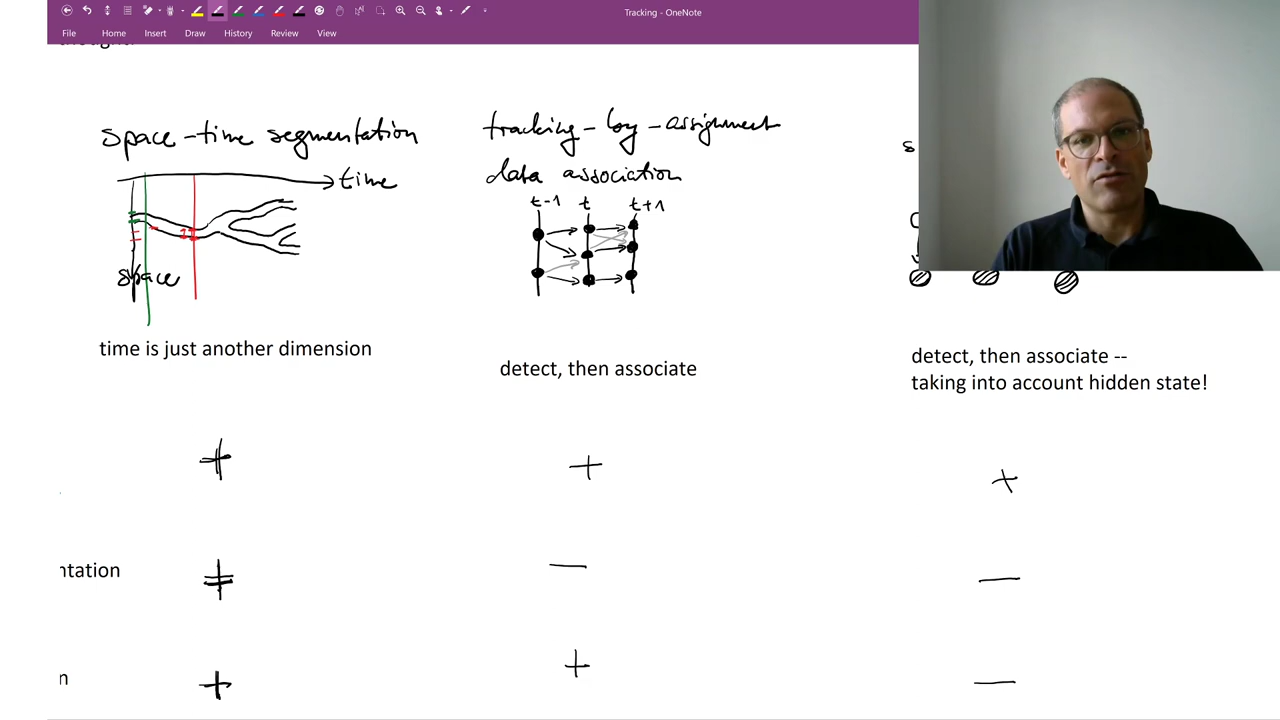 Tracking - OneNote
File Home Insert Draw History Review View
space-time segmentation
time
space
time is just another dimension
tracking-by-assignment
data association
t-1 t t+1
detect, then associate
s
detect, then associate --
taking into account hidden state!
+ + +
ntation
+ +